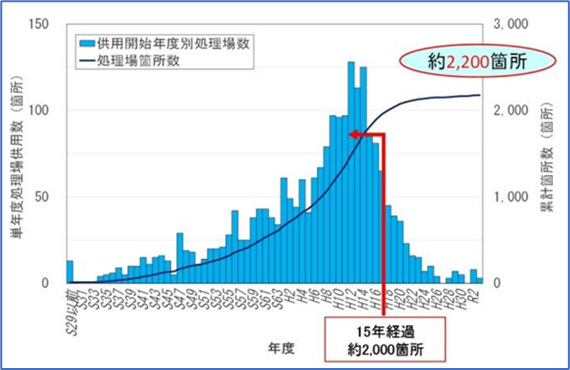 150
3,000
供用開始年度別処理場数
処理場箇所数
約2,200箇所
100
2,000
単年度処理場供用数（箇所）
累計箇所数（箇所）
50
1,000
0
0
S29以前
S31
S33
S35
S37
S39
S41
S43
S45
S47
S49
S51
S53
S55
S57
S59
S61
S63
H2
H4
H6
H8
H10
H12
H14
H16
H18
H20
H22
H24
H26
H28
H30
R2
年度
15年経過
約2,000箇所